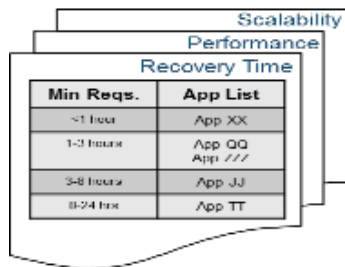 Scalability
Performance
Recovery Time
Min Reqs. App List
<1 hour App XX
1-3 hours App QQ
App ZZZ
3-8 hours App JJ
8-24 hrs App TT